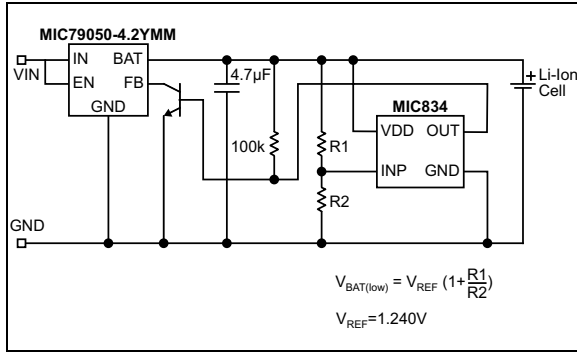 MIC79050-4.2YMM
IN
BAT
VIN
EN
FB
GND
4.7µF
100k
R1
R2
MIC834
VDD
OUT
INP
GND
+
Li-Ion
Cell
GND
V_BAT(low) = V_REF (1+R1/R2)
V_REF=1.240V